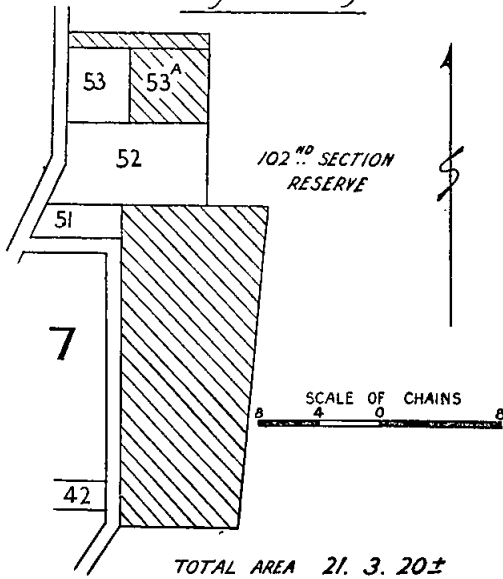 53
53A
52
102ND SECTION
RESERVE
51
7
SCALE OF CHAINS
8 4 0 8
42
TOTAL AREA 21. 3. 20±